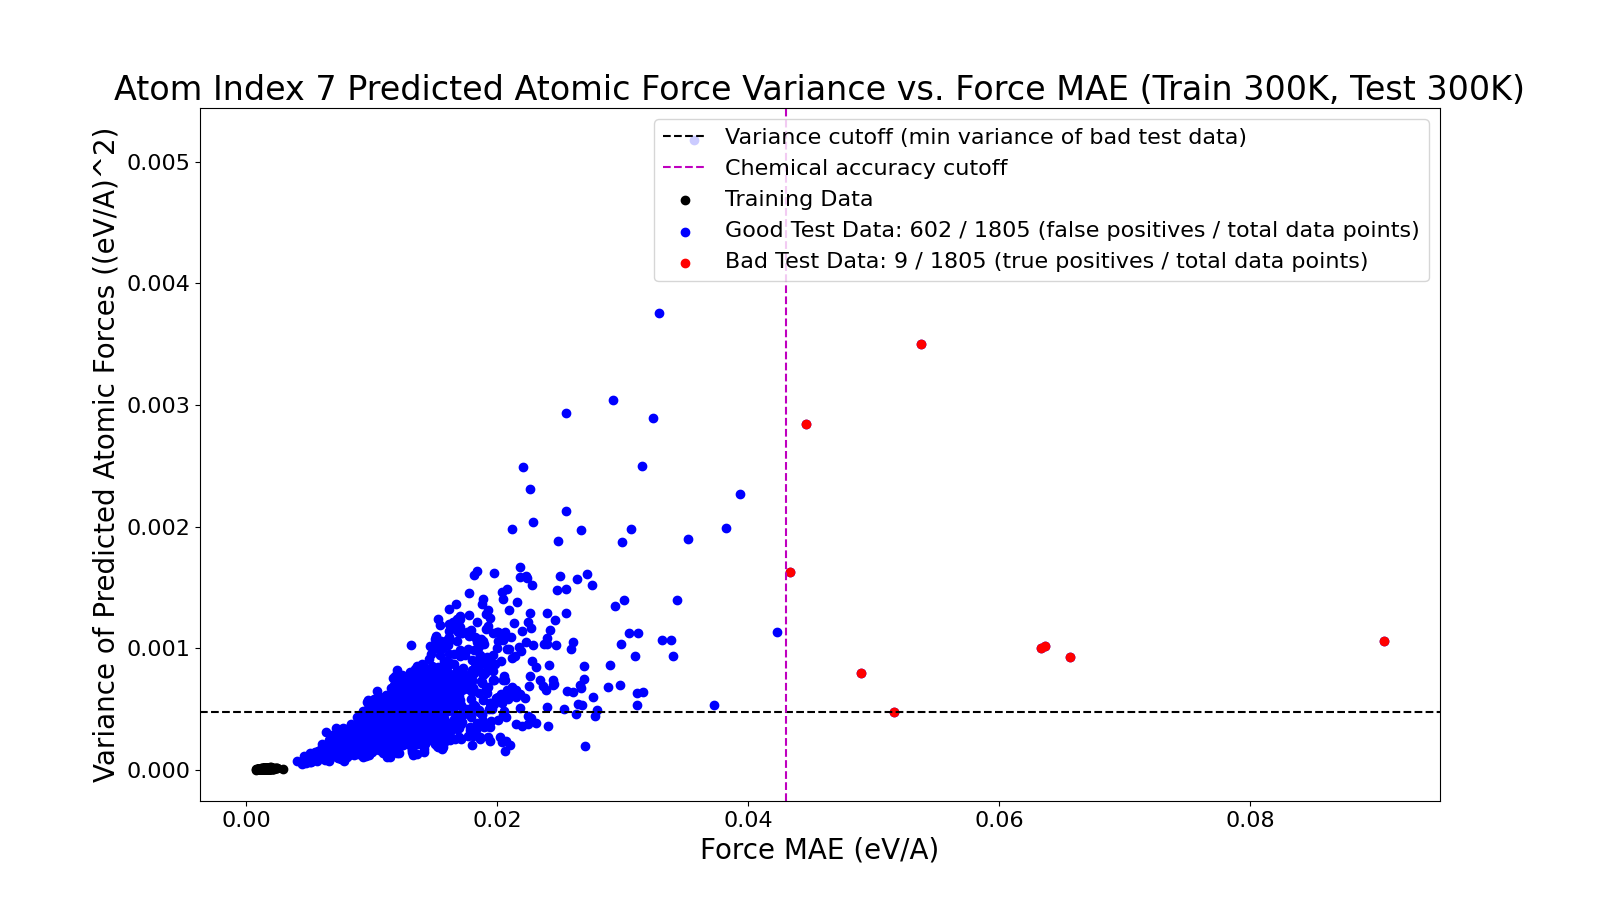 Atom Index 7 Predicted Atomic Force Variance vs. Force MAE (Train 300K, Test 300K)
Variance of Predicted Atomic Forces ((eV/A)^2)
0.005
0.004
0.003
0.002
0.001
0.000
Variance cutoff (min variance of bad test data)
Chemical accuracy cutoff
Training Data
Good Test Data: 602 / 1805 (false positives / total data points)
Bad Test Data: 9 / 1805 (true positives / total data points)
0.00 0.02 0.04 0.06 0.08
Force MAE (eV/A)